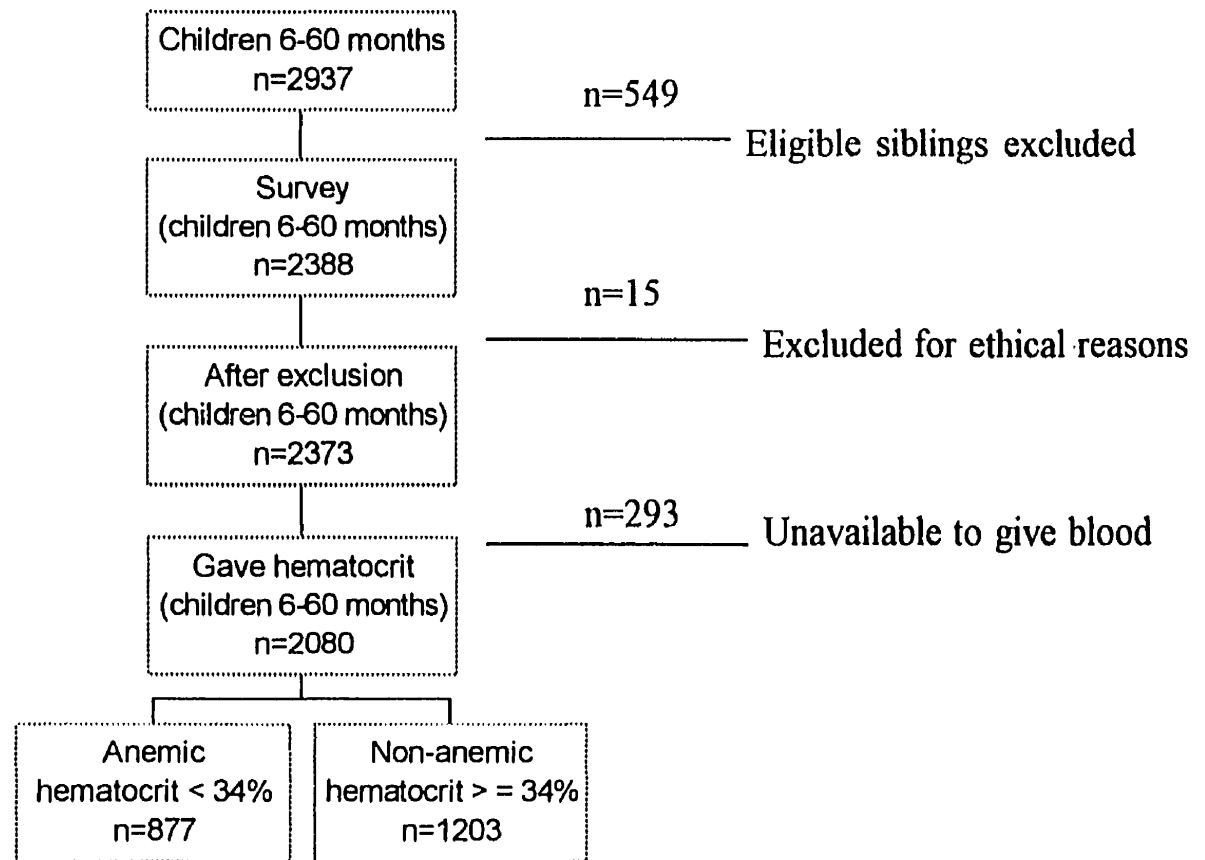 Children 6-60 months
n=2937
n=549
Eligible siblings excluded
Survey
(children 6-60 months)
n=2388
n=15
Excluded for ethical reasons
After exclusion
(children 6-60 months)
n=2373
n=293
Unavailable to give blood
Gave hematocrit
(children 6-60 months)
n=2080
Anemic
hematocrit < 34%
n=877
Non-anemic
hematocrit > = 34%
n=1203